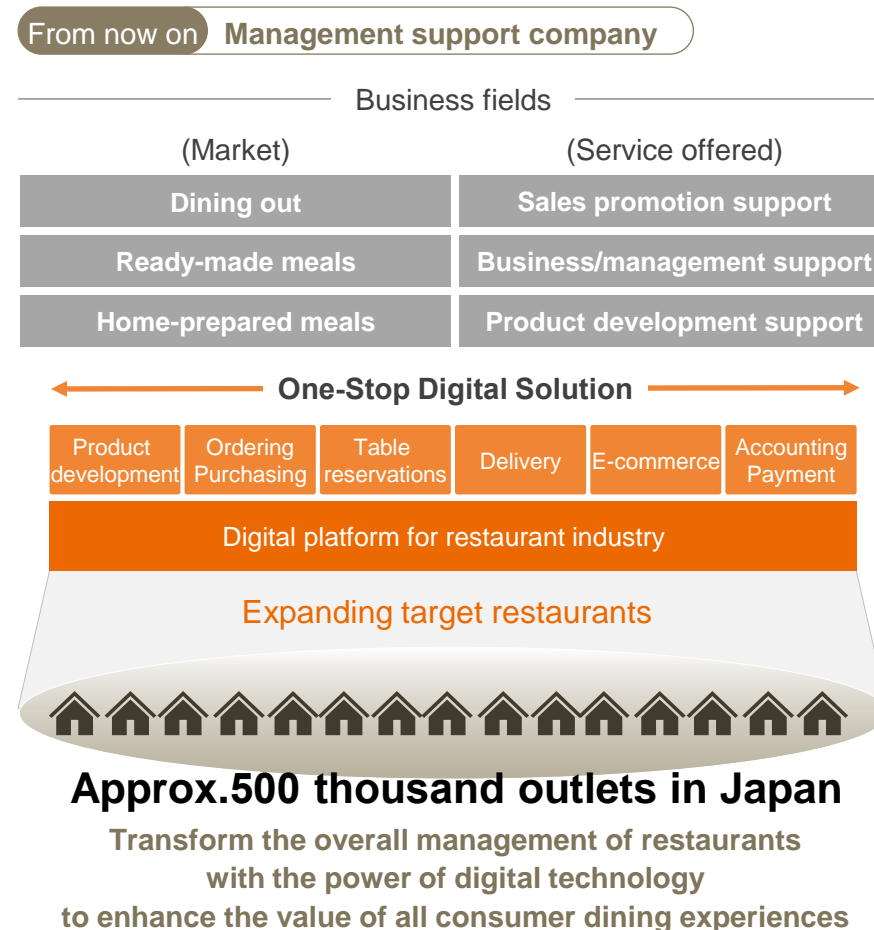 From now on Management support company
Business fields
(Market) (Service offered)
Dining out Sales promotion support
Ready-made meals Business/management support
Home-prepared meals Product development support
One-Stop Digital Solution
Product development
Ordering Purchasing
Table reservations
Delivery
E-commerce
Accounting Payment
Digital platform for restaurant industry
Expanding target restaurants
Approx.500 thousand outlets in Japan
Transform the overall management of restaurants
with the power of digital technology
to enhance the value of all consumer dining experiences